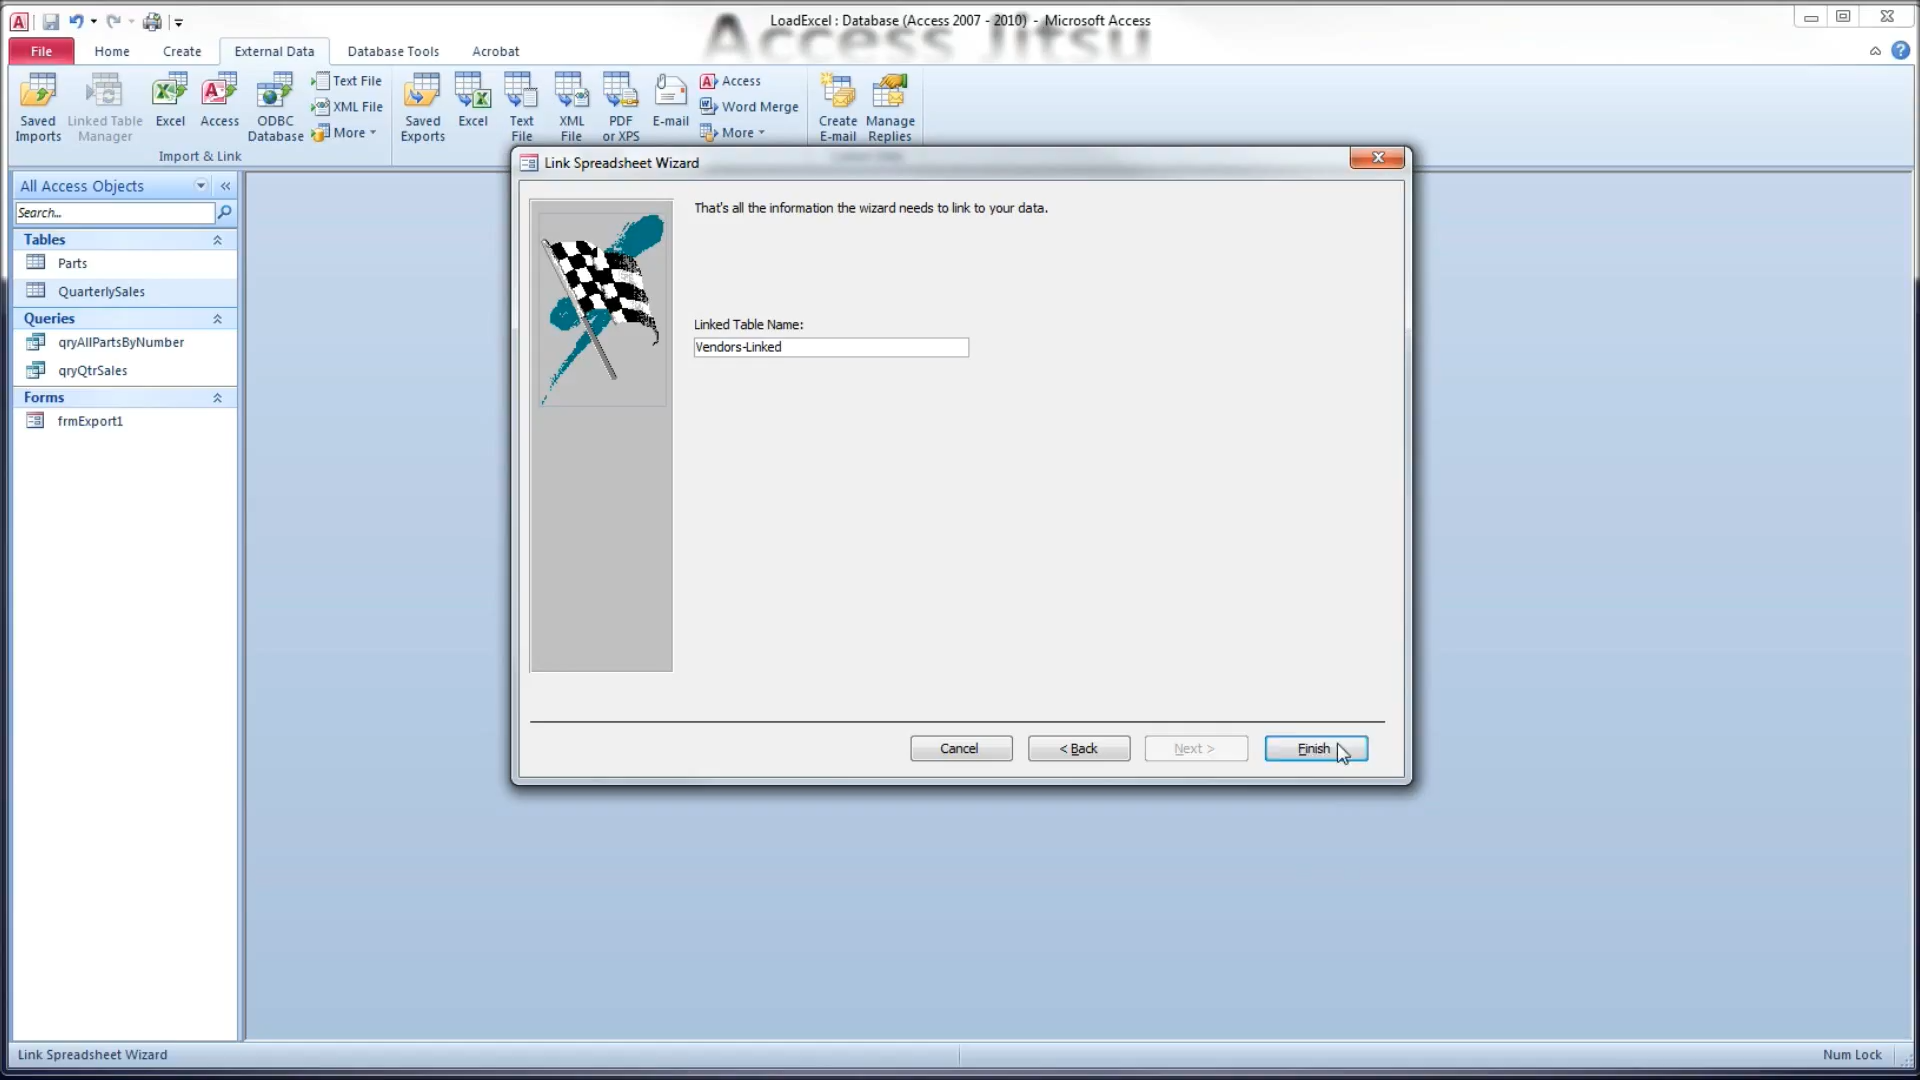 LoadExcel : Database (Access 2007 - 2010) - Microsoft Access
Access Jitsu
File Home Create External Data Database Tools Acrobat
Saved Imports
Linked Table Manager
Excel
Access
ODBC Database
Text File
XML File
More
Import & Link
Saved Exports
Excel
Text File
XML File
PDF or XPS
E-mail
Access
Word Merge
More
Create E-mail
Manage Replies
All Access Objects
Search...
Tables
Parts
QuarterlySales
Queries
qryAllPartsByNumber
qryQtrSales
Forms
frmExport1
Link Spreadsheet Wizard
That's all the information the wizard needs to link to your data.
Linked Table Name:
Vendors-Linked
Cancel < Back Next > Finish
Link Spreadsheet Wizard
Num Lock